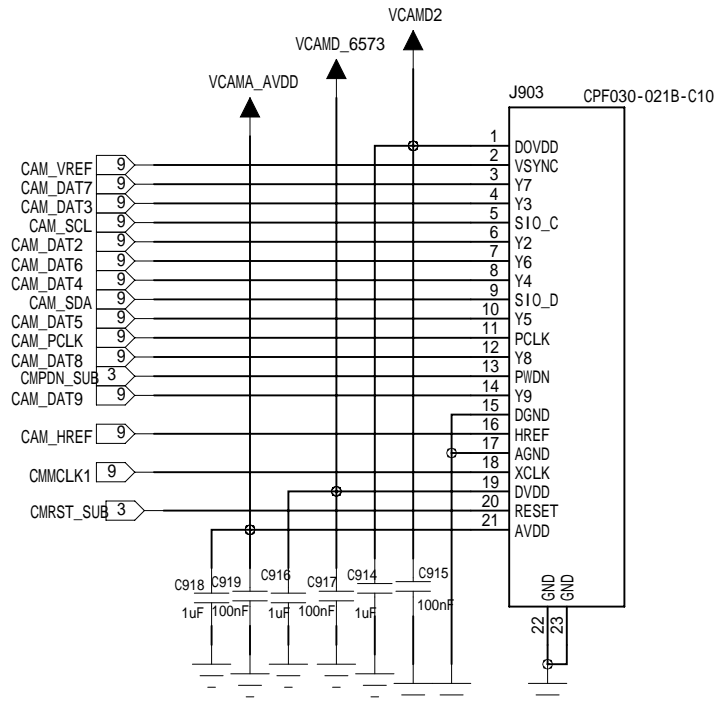 VCAMD2
VCAMD_6573
VCAMA_AVDD
J903 CPF030-021B-C10
1 DOVDD
CAM_VREF 9 2 VSYNC
CAM_DAT7 9 3 Y7
CAM_DAT3 9 4 Y3
CAM_SCL 9 5 SIO_C
CAM_DAT2 9 6 Y2
CAM_DAT6 9 7 Y6
CAM_DAT4 9 8 Y4
CAM_SDA 9 9 SIO_D
CAM_DAT5 9 10 Y5
CAM_PCLK 9 11 PCLK
CAM_DAT8 9 12 Y8
CMPDN_SUB 3 13 PWDN
CAM_DAT9 9 14 Y9
15 DGND
CAM_HREF 9 16 HREF
17 AGND
CMMCLK1 9 18 XCLK
19 DVDD
CMRST_SUB 3 20 RESET
21 AVDD
C918 C919 C916 C917 C914 C915
1uF 100nF 1uF 100nF 1uF 100nF
GND GND
22 23